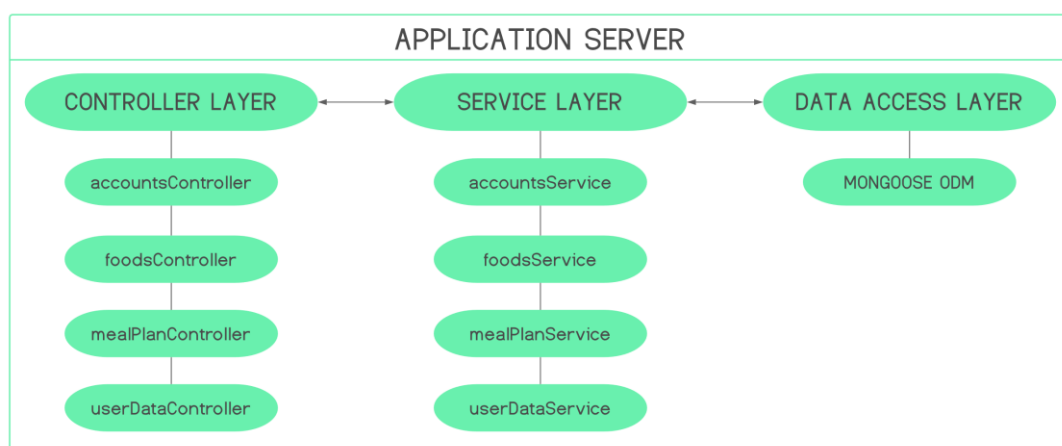 APPLICATION SERVER
CONTROLLER LAYER
SERVICE LAYER
DATA ACCESS LAYER
accountsController
accountsService
MONGOOSE ODM
foodsController
foodsService
mealPlanController
mealPlanService
userDataController
userDataService